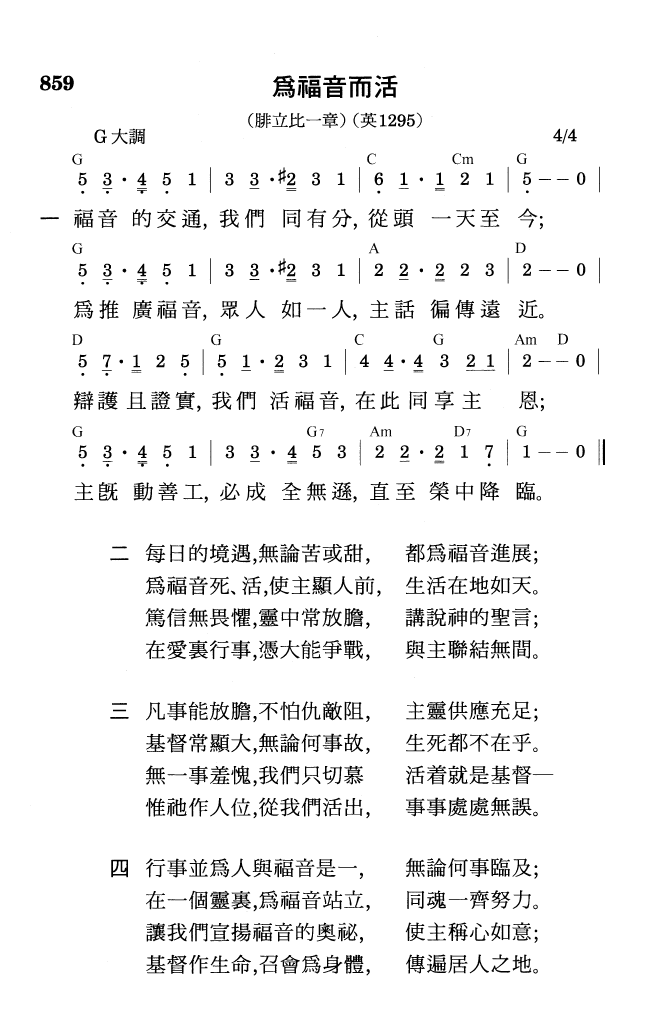 859
爲福音而活
（腓立比一章）（英1295）
G 大調 4/4
G C Cm G
5 3 · 4 5 1 | 3 3 · #2 3 1 | 6 1 · 1 2 1 | 5 - - 0 |
一 福音 的交通, 我們 同有分, 從頭 一天至 今;
G A D
5 3 · 4 5 1 | 3 3 · #2 3 1 | 2 2 · 2 2 3 | 2 - - 0 |
爲推 廣福音, 眾人 如一人, 主話 徧傳遠 近。
D G C G Am D
5 7 · 1 2 5 | 5 1 · 2 3 1 | 4 4 · 4 3 2 1 | 2 - - 0 |
辯護 且證實, 我們 活福音, 在此 同享主 恩;
G G7 Am D7 G
5 3 · 4 5 1 | 3 3 · 4 5 3 | 2 2 · 2 1 7 | 1 - - 0 ‖
主旣 動善工, 必成 全無遜, 直至 榮中降 臨。
二 每日的境遇,無論苦或甜, 都爲福音進展;
爲福音死、活,使主顯人前, 生活在地如天。
篤信無畏懼,靈中常放膽, 講說神的聖言;
在愛裏行事,憑大能爭戰, 與主聯結無間。
三 凡事能放膽,不怕仇敵阻, 主靈供應充足;
基督常顯大,無論何事故, 生死都不在乎。
無一事羞愧,我們只切慕 活着就是基督─
惟祂作人位,從我們活出, 事事處處無誤。
四 行事並爲人與福音是一, 無論何事臨及;
在一個靈裏,爲福音站立, 同魂一齊努力。
讓我們宣揚福音的奧祕, 使主稱心如意;
基督作生命,召會爲身體, 傳遍居人之地。